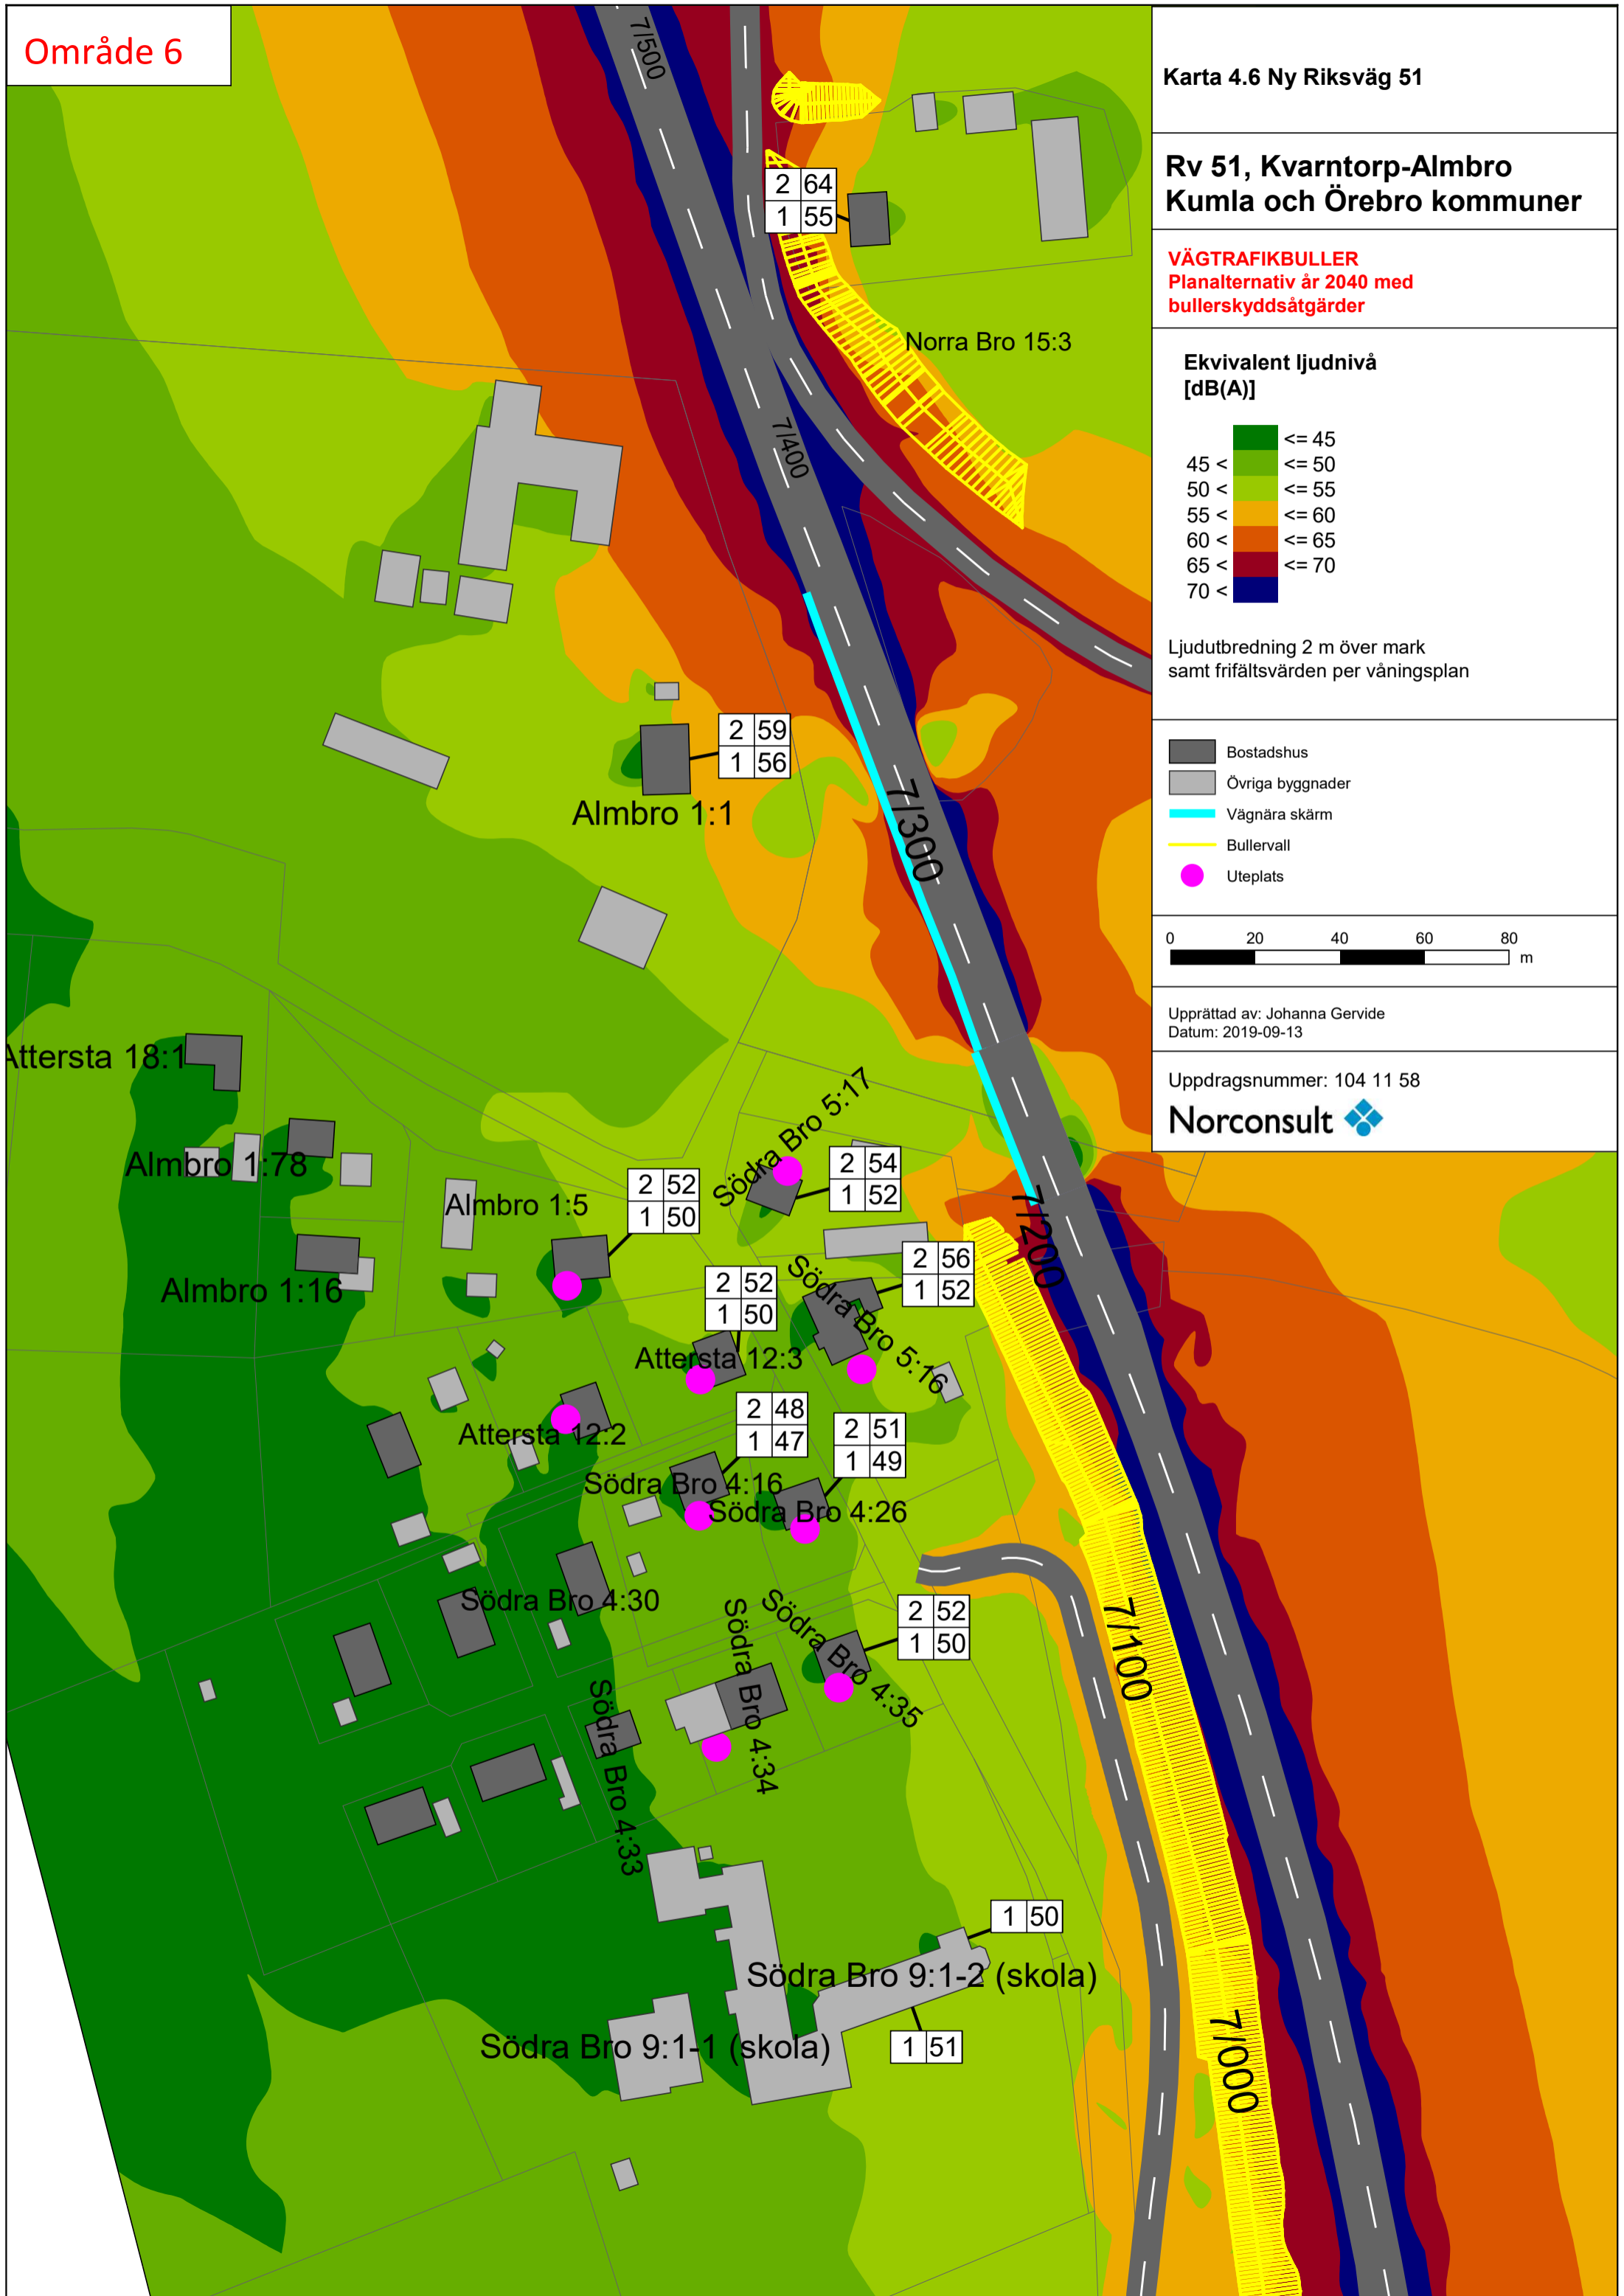 Område 6
Karta 4.6 Ny Riksväg 51
Rv 51, Kvarntorp-Almbro
Kumla och Örebro kommuner
VÄGTRAFIKBULLER
Planalternativ år 2040 med
bullerskyddsåtgärder
Ekvivalent ljudnivå
[dB(A)]
<= 45
45 < <= 50
50 < <= 55
55 < <= 60
60 < <= 65
65 < <= 70
70 <
Ljudutbredning 2 m över mark
samt frifältsvärden per våningsplan
Bostadshus
Övriga byggnader
Vägnära skärm
Bullervall
Uteplats
0 20 40 60 80
m
Upprättad av: Johanna Gervide
Datum: 2019-09-13
Uppdragsnummer: 104 11 58
Norconsult
7/500
2 64
1 55
Norra Bro 15:3
7/400
2 59
1 56
Almbro 1:1
7/300
Attersta 18:1
Södra Bro 5:17
2 54
1 52
Almbro 1:78
2 52
1 50
Almbro 1:5
7/200
Almbro 1:16
2 56
1 52
Södra Bro 5:16
2 52
1 50
Attersta 12:3
2 48
1 47
Attersta 12:2
2 51
1 49
Södra Bro 4:16
Södra Bro 4:26
Södra Bro 4:30
2 52
1 50
Södra Bro 4:35
7/100
Södra Bro 4:34
Södra Bro 4:33
1 50
Södra Bro 9:1-2 (skola)
Södra Bro 9:1-1 (skola)
1 51
7/000